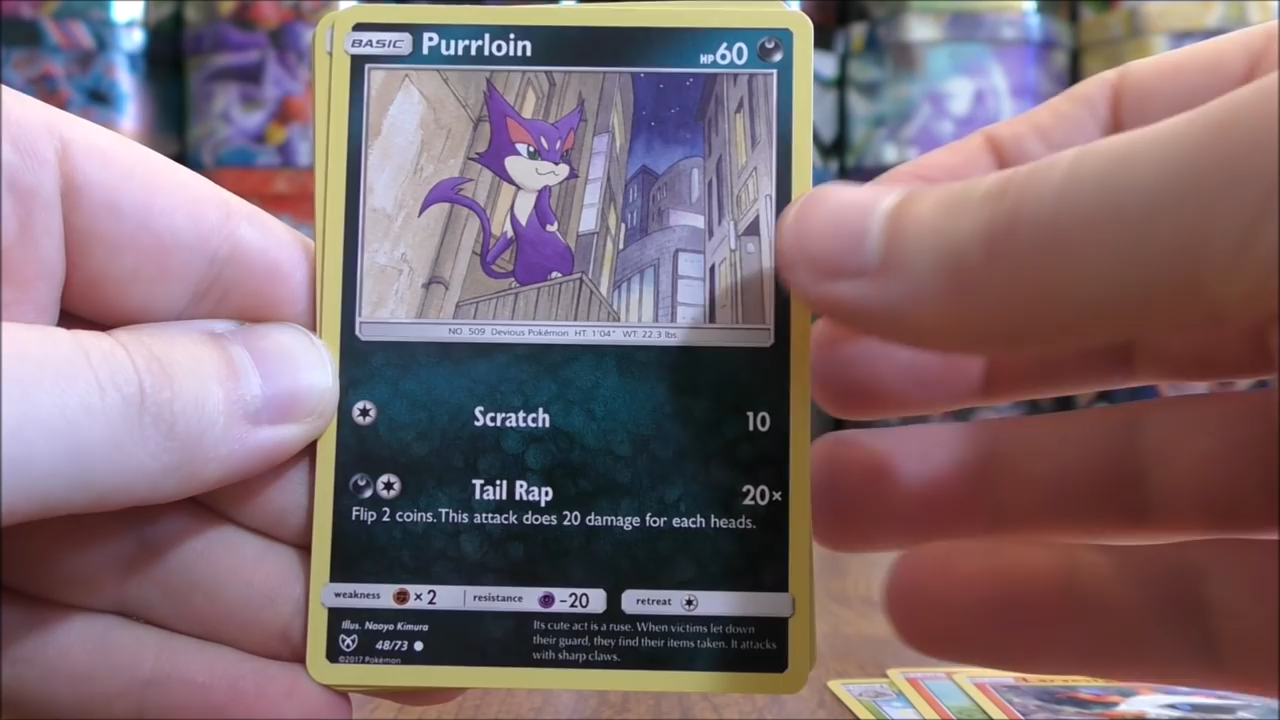 BASIC Purrloin HP60
NO. 509 Devious Pokémon HT: 1'04" WT: 22.3 lbs.
Scratch 10
Tail Rap 20×
Flip 2 coins. This attack does 20 damage for each heads.
weakness ×2 resistance -20 retreat
Illus. Naoyo Kimura
48/73
©2017 Pokémon
Its cute act is a ruse. When victims let down
their guard, they find their items taken. It attacks
with sharp claws.